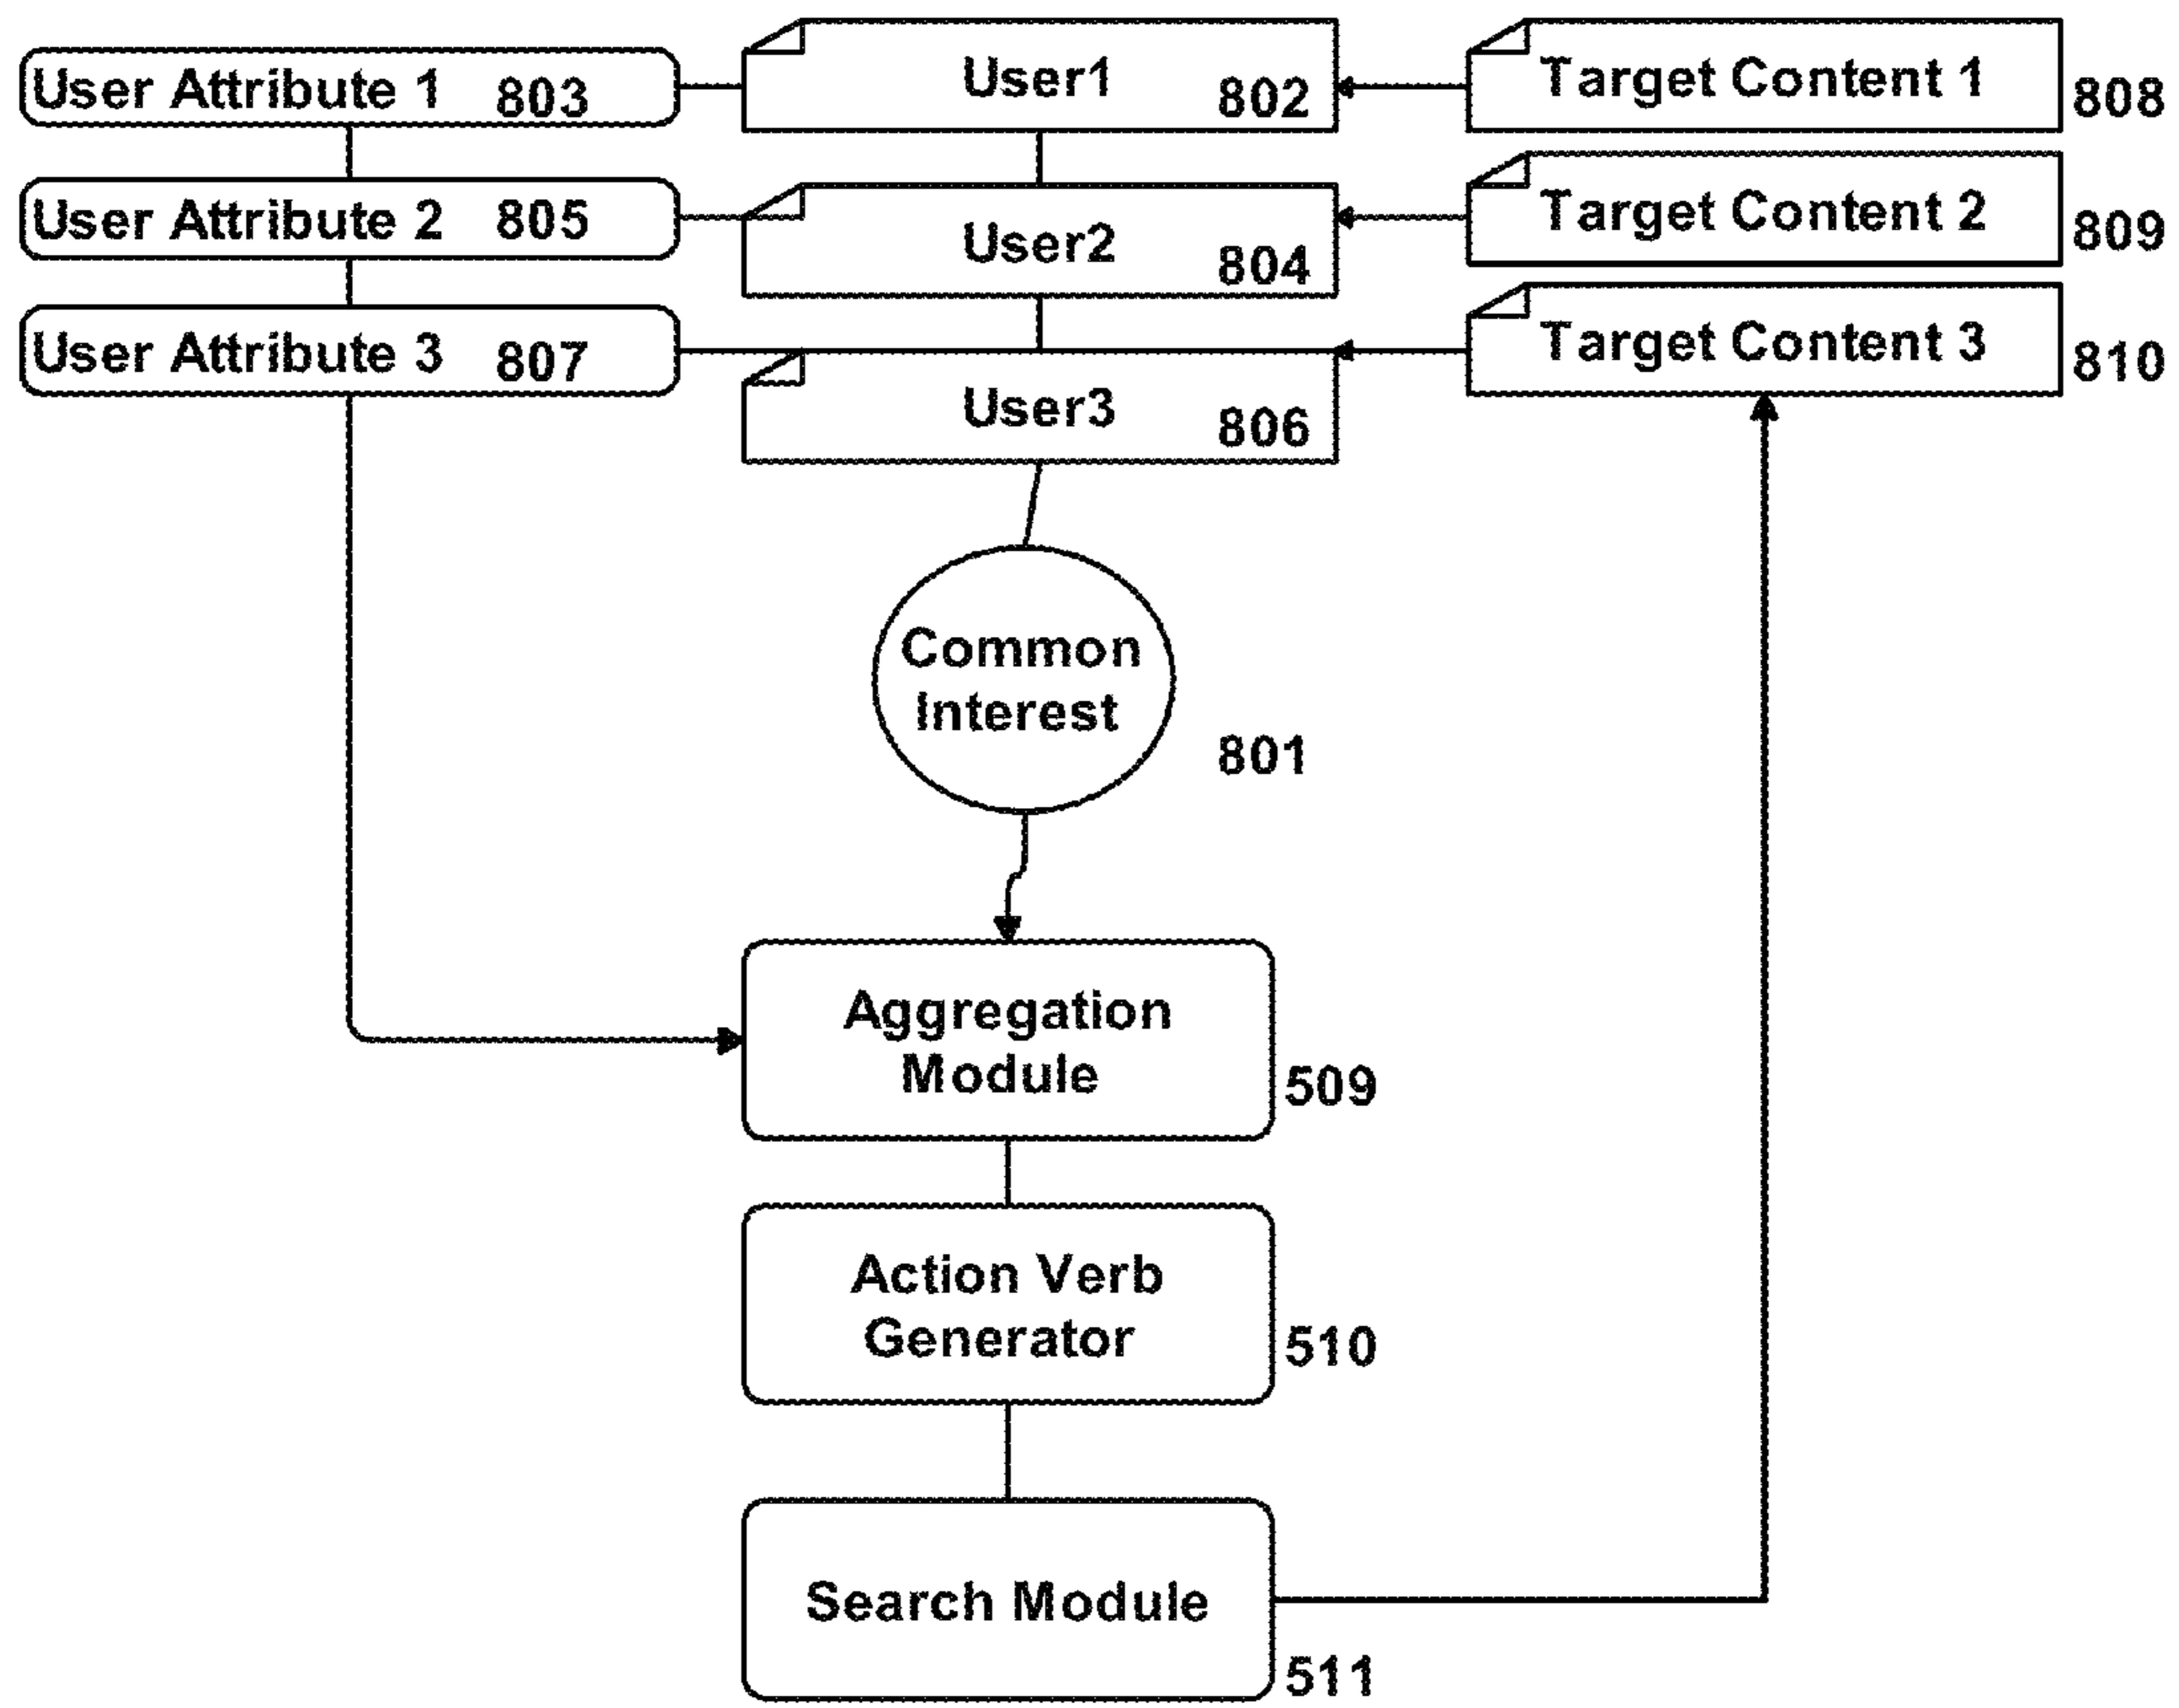 User Attribute 1 803
User1 802
Target Content 1 808
User Attribute 2 805
User2 804
Target Content 2 809
User Attribute 3 807
User3 806
Target Content 3 810
Common
Interest
801
Aggregation
Module
509
Action Verb
Generator
510
Search Module
511